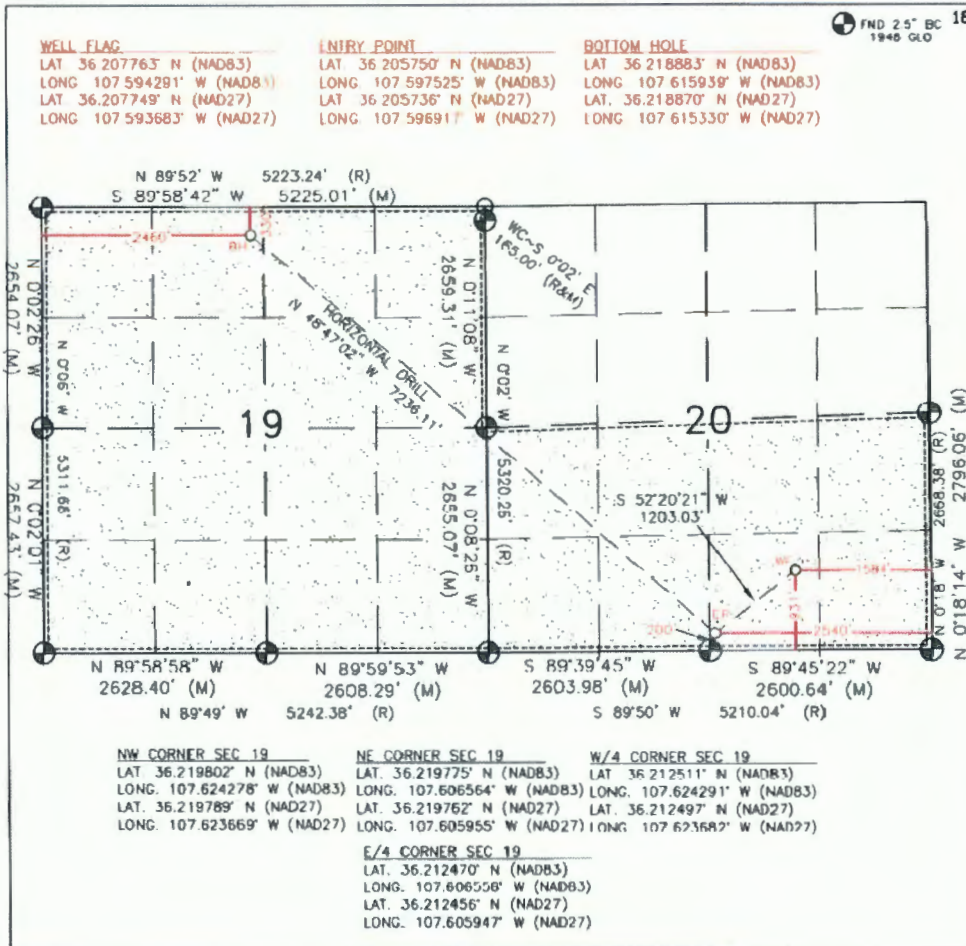 FND 2.5" BC 18
1948 GLO
WELL FLAG
LAT 36.207763° N (NAD83)
LONG 107.594291° W (NAD83)
LAT 36.207749° N (NAD27)
LONG 107.593683° W (NAD27)
ENTRY POINT
LAT 36.205750° N (NAD83)
LONG 107.597525° W (NAD83)
LAT 36.205736° N (NAD27)
LONG 107.596917° W (NAD27)
BOTTOM HOLE
LAT 36.218883° N (NAD83)
LONG 107.615939° W (NAD83)
LAT. 36.218870° N (NAD27)
LONG 107.615330° W (NAD27)
N 89°52' W 5223.24' (R)
S 89°58'42" W 5225.01' (M)
2460'
BH
WC~S 0°02' E
165.00' (R&M)
N 0°02'26" W
2654.07' (M)
N 0°06' W 5311.68' (R)
N 0°02'01" W
2657.43' (M)
HORIZONTAL DRILL
N 48°47'02" W 7236.11'
N 0°11'08" W
2659.31' (M)
N 0°02' W 5320.25' (R)
N 0°08'25" W
2655.07' (M)
19
20
S 52°20'21" W
1203.03'
WF
1584'
931'
EP
200'
2540'
N 0°18' W 2668.38' (R)
N 0°18'14" W 2796.06' (M)
N 89°58'58" W
2628.40' (M)
N 89°59'53" W
2608.29' (M)
S 89°39'45" W
2603.98' (M)
S 89°45'22" W
2600.64' (M)
N 89°49' W 5242.38' (R)
S 89°50' W 5210.04' (R)
NW CORNER SEC 19
LAT. 36.219802° N (NAD83)
LONG. 107.624278° W (NAD83)
LAT. 36.219789° N (NAD27)
LONG. 107.623669° W (NAD27)
NE CORNER SEC 19
LAT. 36.219775° N (NAD83)
LONG. 107.606564° W (NAD83)
LAT. 36.219762° N (NAD27)
LONG. 107.605955° W (NAD27)
W/4 CORNER SEC 19
LAT 36.212511° N (NAD83)
LONG. 107.624291° W (NAD83)
LAT. 36.212497° N (NAD27)
LONG 107.623682° W (NAD27)
E/4 CORNER SEC 19
LAT. 36.212470° N (NAD83)
LONG. 107.606556° W (NAD83)
LAT. 36.212456° N (NAD27)
LONG. 107.605947° W (NAD27)